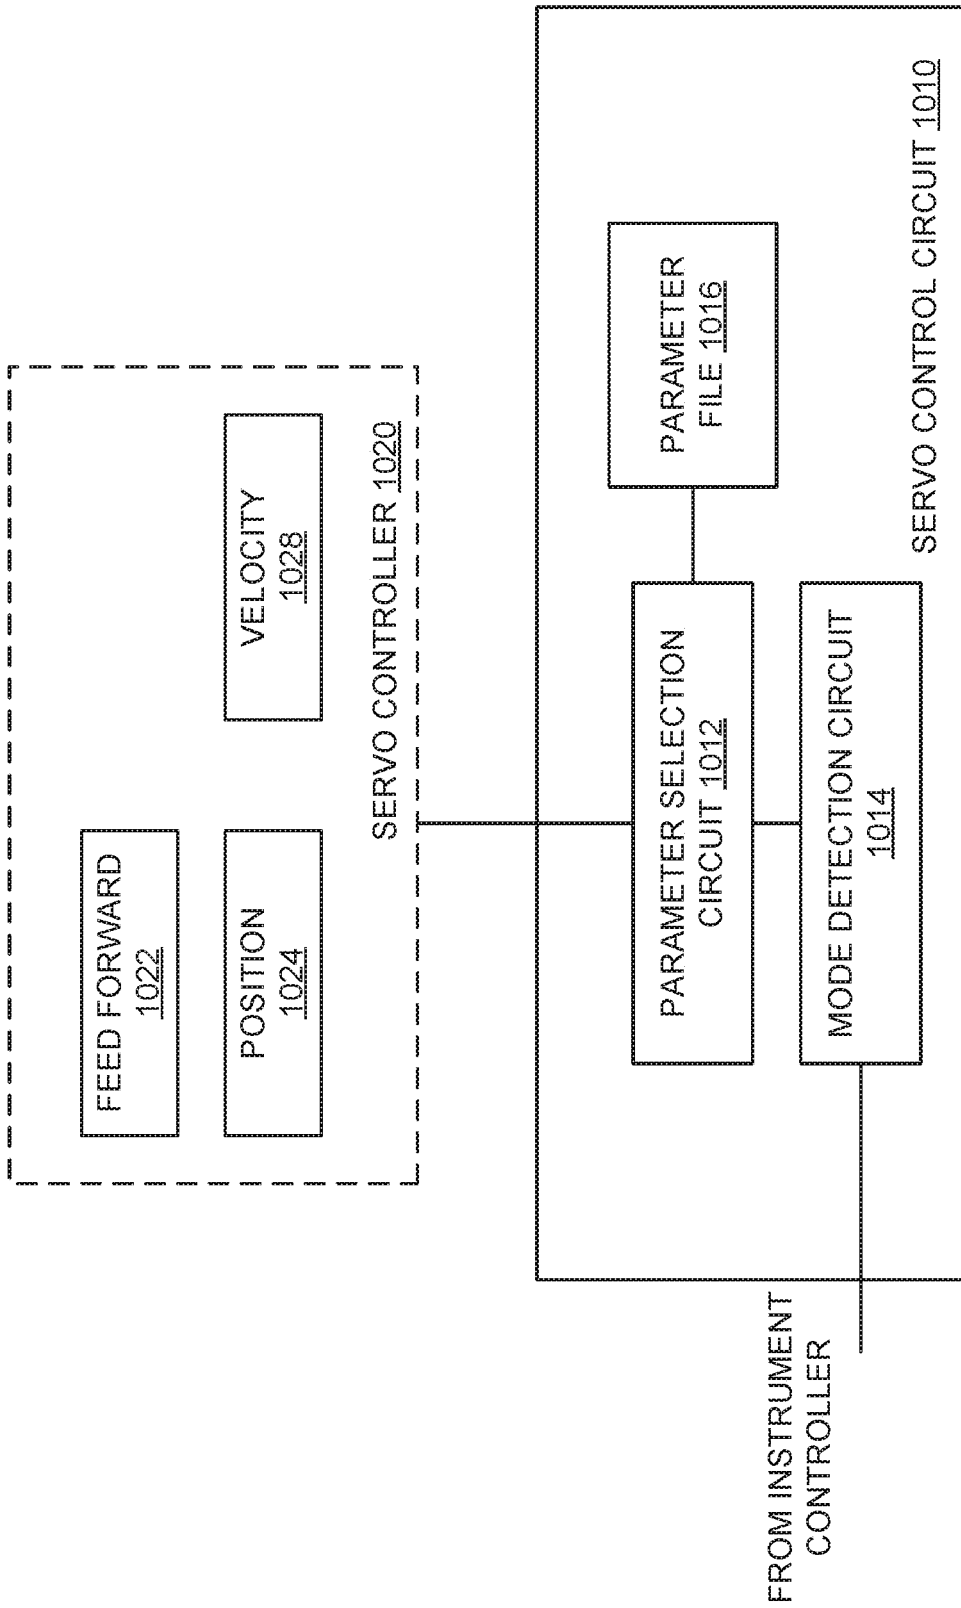 FEED FORWARD
1022
POSITION
1024
VELOCITY
1028
SERVO CONTROLLER 1020
PARAMETER SELECTION
CIRCUIT 1012
PARAMETER
FILE 1016
MODE DETECTION CIRCUIT
1014
SERVO CONTROL CIRCUIT 1010
FROM INSTRUMENT
CONTROLLER